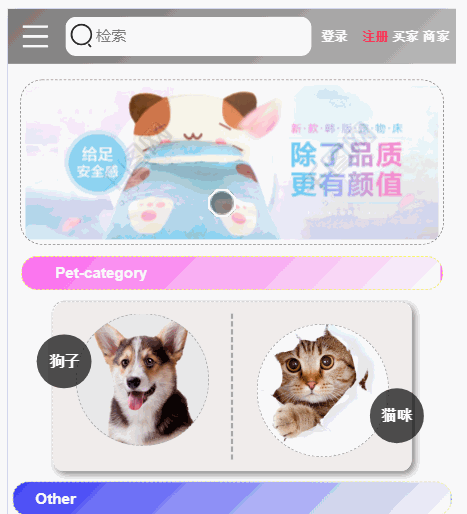 检索 登录 注册 买家 商家
新·款·韩·版·宠·物·床
给足
安全感
除了品质
更有颜值
Pet-category
狗子
猫咪
Other